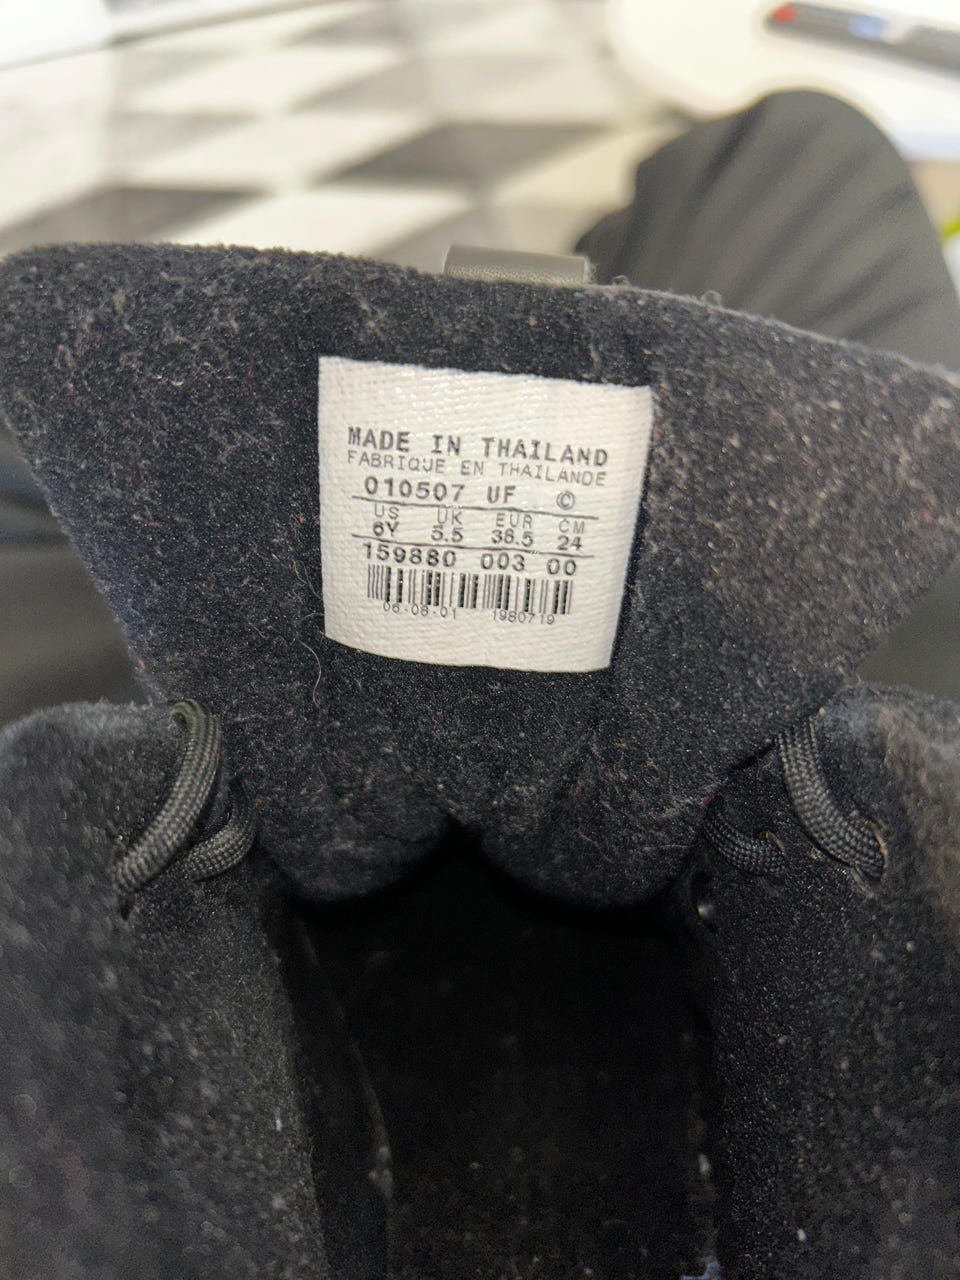 MADE IN THAILAND
FABRIQUE EN THAILANDE
010507 UF ©
US UK EUR CM
6Y 5.5 38.5 24
159880 003 00
06-08-01 1980719